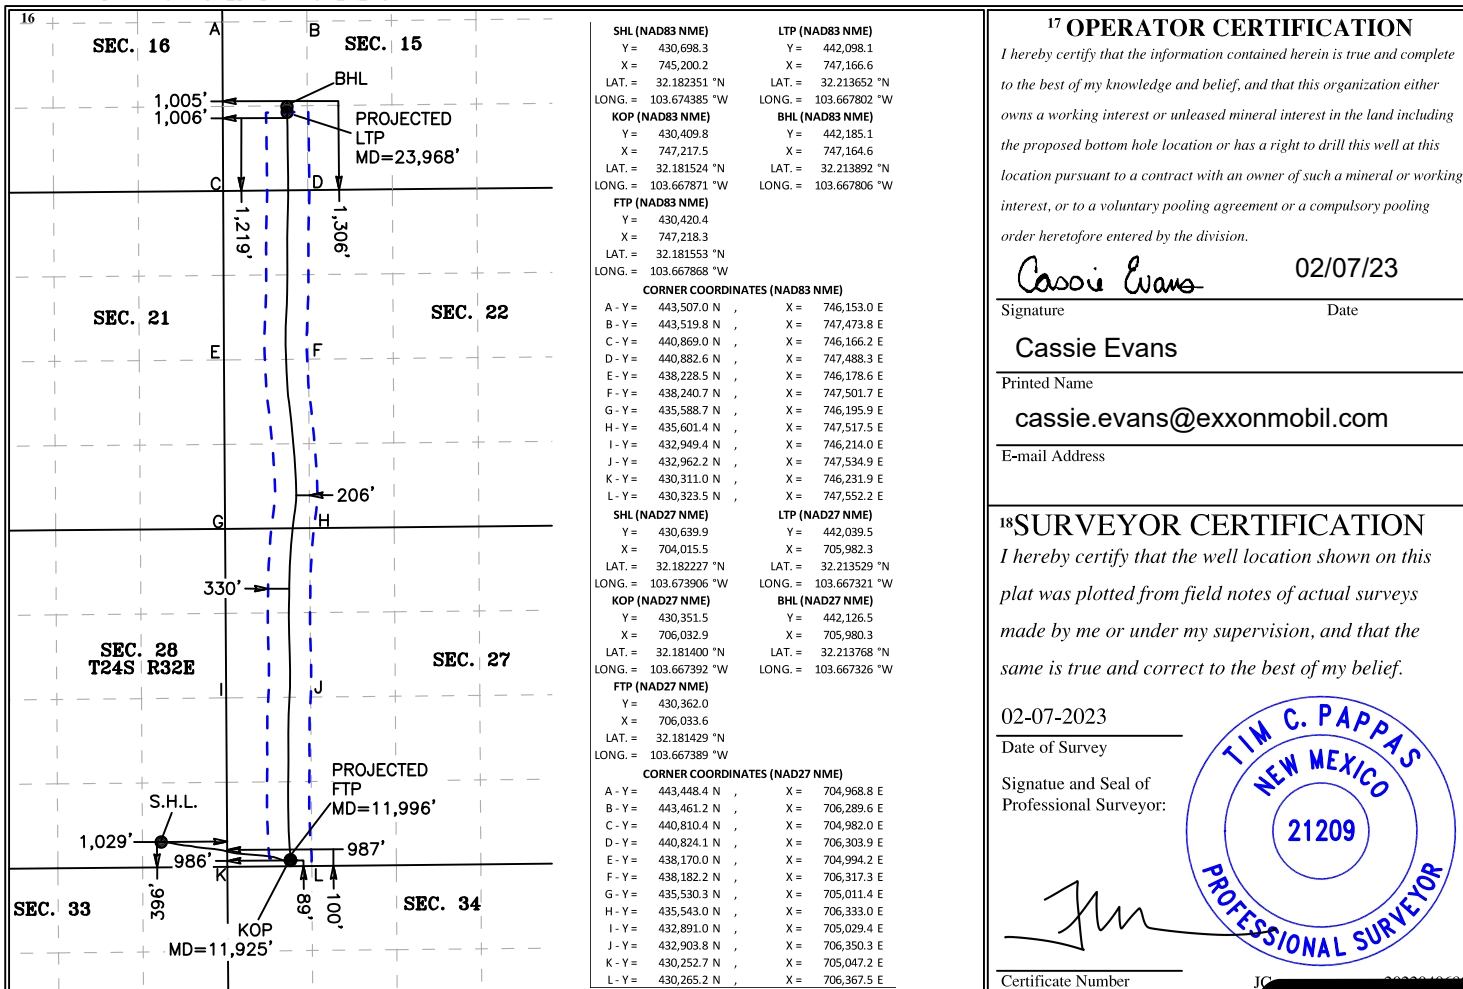 16
A
B
SEC. 16
SEC. 15
BHL
1,005'
1,006'
PROJECTED
LTP
MD=23,968'
C
D
1,219'
1,306'
SEC. 21
SEC. 22
E
F
206'
G
H
330'
SEC. 28
T24S R32E
SEC. 27
I
J
PROJECTED
FTP
MD=11,996'
S.H.L.
1,029'
987'
986'
K
L
396'
89'
100'
SEC. 33
SEC. 34
KOP
MD=11,925'
SHL (NAD83 NME)
Y = 430,698.3
X = 745,200.2
LAT. = 32.182351 °N
LONG. = 103.674385 °W
LTP (NAD83 NME)
Y = 442,098.1
X = 747,166.6
LAT. = 32.213652 °N
LONG. = 103.667802 °W
KOP (NAD83 NME)
Y = 430,409.8
X = 747,217.5
LAT. = 32.181524 °N
LONG. = 103.667871 °W
BHL (NAD83 NME)
Y = 442,185.1
X = 747,164.6
LAT. = 32.213892 °N
LONG. = 103.667806 °W
FTP (NAD83 NME)
Y = 430,420.4
X = 747,218.3
LAT. = 32.181553 °N
LONG. = 103.667868 °W
CORNER COORDINATES (NAD83 NME)
A - Y = 443,507.0 N , X = 746,153.0 E
B - Y = 443,519.8 N , X = 747,473.8 E
C - Y = 440,869.0 N , X = 746,166.2 E
D - Y = 440,882.6 N , X = 747,488.3 E
E - Y = 438,228.5 N , X = 746,178.6 E
F - Y = 438,240.7 N , X = 747,501.7 E
G - Y = 435,588.7 N , X = 746,195.9 E
H - Y = 435,601.4 N , X = 747,517.5 E
I - Y = 432,949.4 N , X = 746,214.0 E
J - Y = 432,962.2 N , X = 747,534.9 E
K - Y = 430,311.0 N , X = 746,231.9 E
L - Y = 430,323.5 N , X = 747,552.2 E
SHL (NAD27 NME)
Y = 430,639.9
X = 704,015.5
LAT. = 32.182227 °N
LONG. = 103.673906 °W
LTP (NAD27 NME)
Y = 442,039.5
X = 705,982.3
LAT. = 32.213529 °N
LONG. = 103.667321 °W
KOP (NAD27 NME)
Y = 430,351.5
X = 706,032.9
LAT. = 32.181400 °N
LONG. = 103.667392 °W
BHL (NAD27 NME)
Y = 442,126.5
X = 705,980.3
LAT. = 32.213768 °N
LONG. = 103.667326 °W
FTP (NAD27 NME)
Y = 430,362.0
X = 706,033.6
LAT. = 32.181429 °N
LONG. = 103.667389 °W
CORNER COORDINATES (NAD27 NME)
A - Y = 443,448.4 N , X = 704,968.8 E
B - Y = 443,461.2 N , X = 706,289.6 E
C - Y = 440,810.4 N , X = 704,982.0 E
D - Y = 440,824.1 N , X = 706,303.9 E
E - Y = 438,170.0 N , X = 704,994.2 E
F - Y = 438,182.2 N , X = 706,317.3 E
G - Y = 435,530.3 N , X = 705,011.4 E
H - Y = 435,543.0 N , X = 706,333.0 E
I - Y = 432,891.0 N , X = 705,029.4 E
J - Y = 432,903.8 N , X = 706,350.3 E
K - Y = 430,252.7 N , X = 705,047.2 E
L - Y = 430,265.2 N , X = 706,367.5 E
17 OPERATOR CERTIFICATION
I hereby certify that the information contained herein is true and complete
to the best of my knowledge and belief, and that this organization either
owns a working interest or unleased mineral interest in the land including
the proposed bottom hole location or has a right to drill this well at this
location pursuant to a contract with an owner of such a mineral or working
interest, or to a voluntary pooling agreement or a compulsory pooling
order heretofore entered by the division.
Cassie Evans 02/07/23
Signature Date
Cassie Evans
Printed Name
cassie.evans@exxonmobil.com
E-mail Address
18 SURVEYOR CERTIFICATION
I hereby certify that the well location shown on this
plat was plotted from field notes of actual surveys
made by me or under my supervision, and that the
same is true and correct to the best of my belief.
02-07-2023
Date of Survey
Signatue and Seal of
Professional Surveyor:
TIM C. PAPPAS
NEW MEXICO
21209
PROFESSIONAL SURVEYOR
Certificate Number